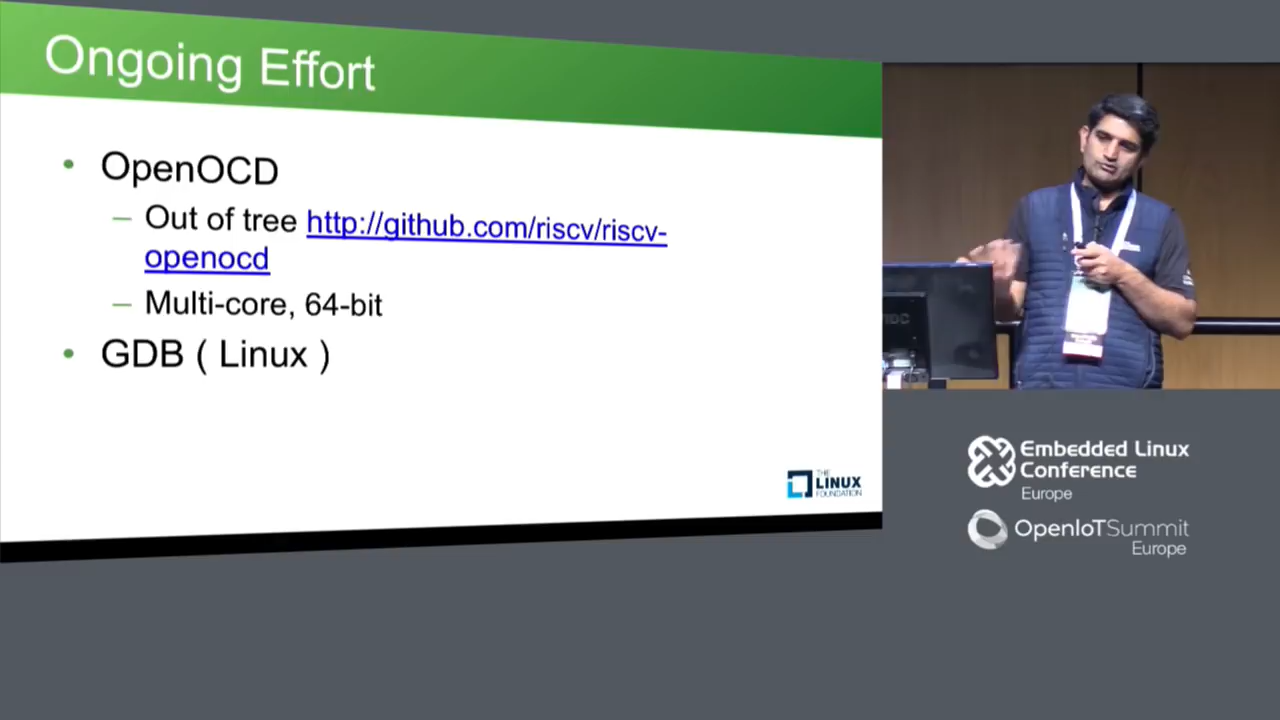 Ongoing Effort
• OpenOCD
– Out of tree http://github.com/riscv/riscv-
openocd
– Multi-core, 64-bit
• GDB ( Linux )
THE
LINUX
FOUNDATION
Embedded Linux
Conference
Europe
OpenIoTSummit
Europe